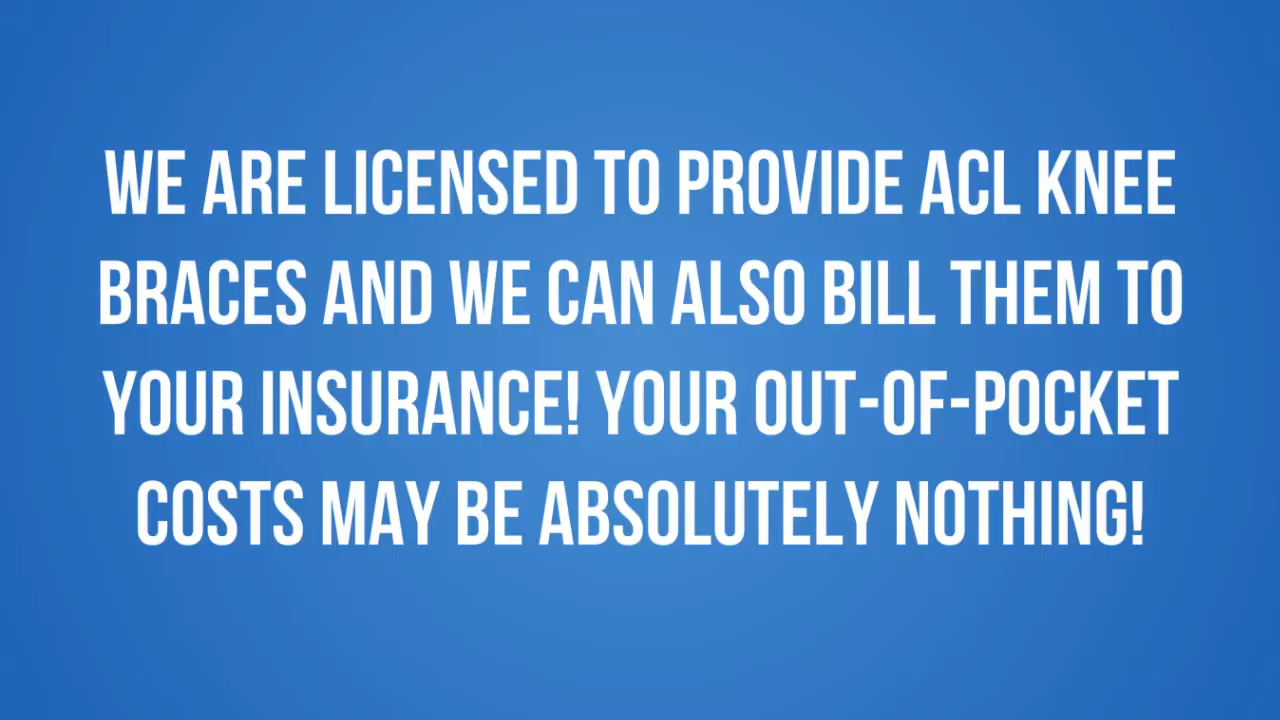 WE ARE LICENSED TO PROVIDE ACL KNEE
BRACES AND WE CAN ALSO BILL THEM TO
YOUR INSURANCE! YOUR OUT-OF-POCKET
COSTS MAY BE ABSOLUTELY NOTHING!